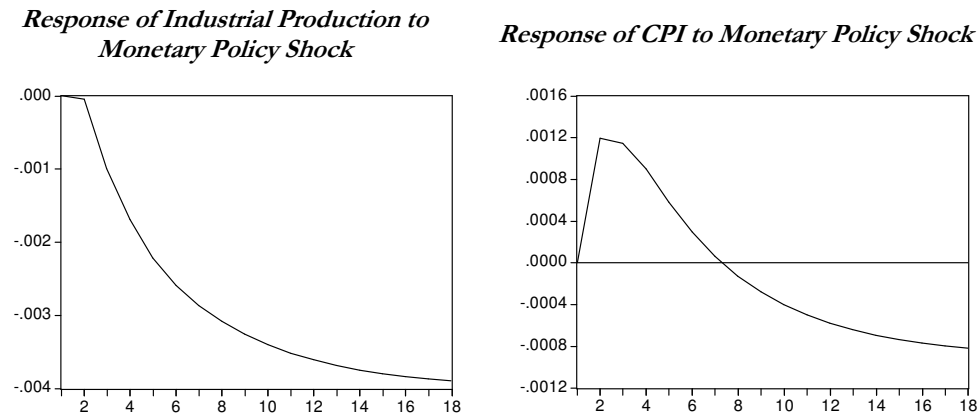 Response of Industrial Production to
Monetary Policy Shock
.000
-.001
-.002
-.003
-.004
2 4 6 8 10 12 14 16 18
Response of CPI to Monetary Policy Shock
.0016
.0012
.0008
.0004
.0000
-.0004
-.0008
-.0012
2 4 6 8 10 12 14 16 18